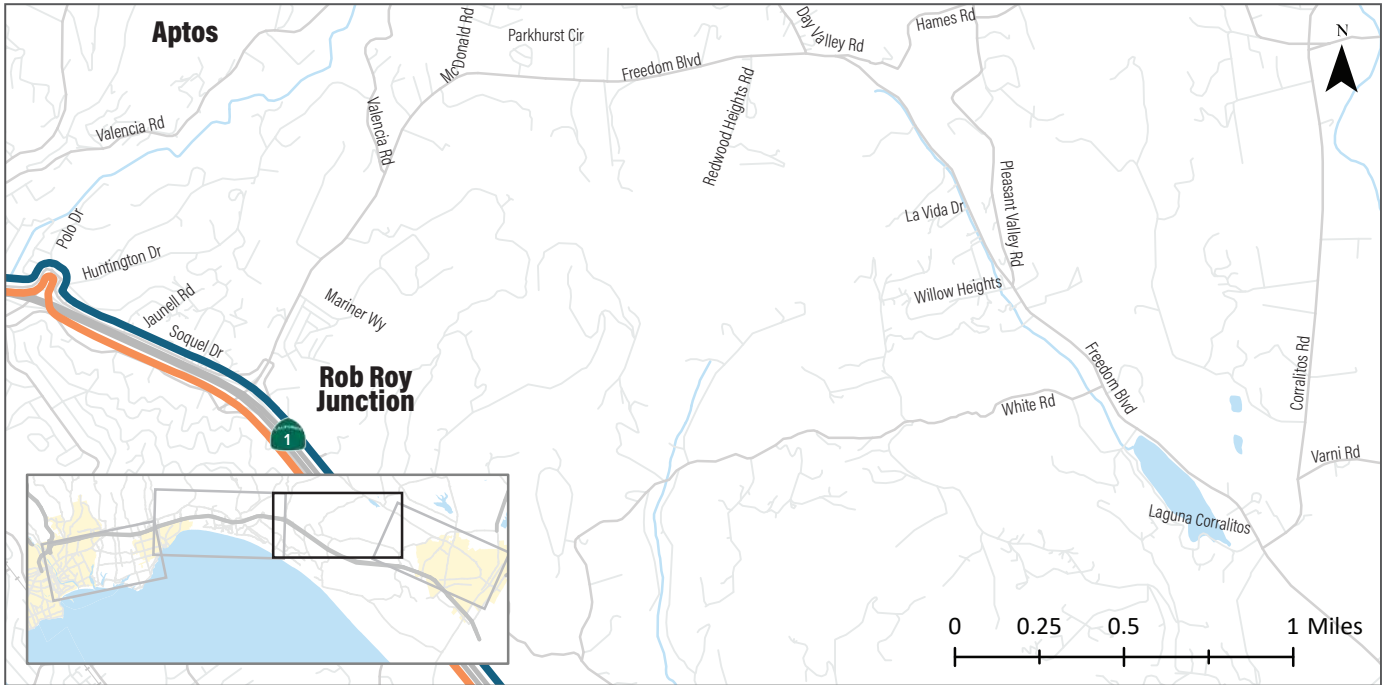 Aptos
McDonald Rd
Parkhurst Cir
Day Valley Rd
Hames Rd
N
Freedom Blvd
Valencia Rd
Valencia Rd
Redwood Heights Rd
Pleasant Valley Rd
La Vida Dr
Polo Dr
Huntington Dr
Willow Heights
Jaunell Rd
Mariner Wy
Soquel Dr
Rob Roy
Junction
Freedom Blvd
Corralitos Rd
White Rd
CALIFORNIA
1
Varni Rd
Laguna Corralitos
0 0.25 0.5 1 Miles